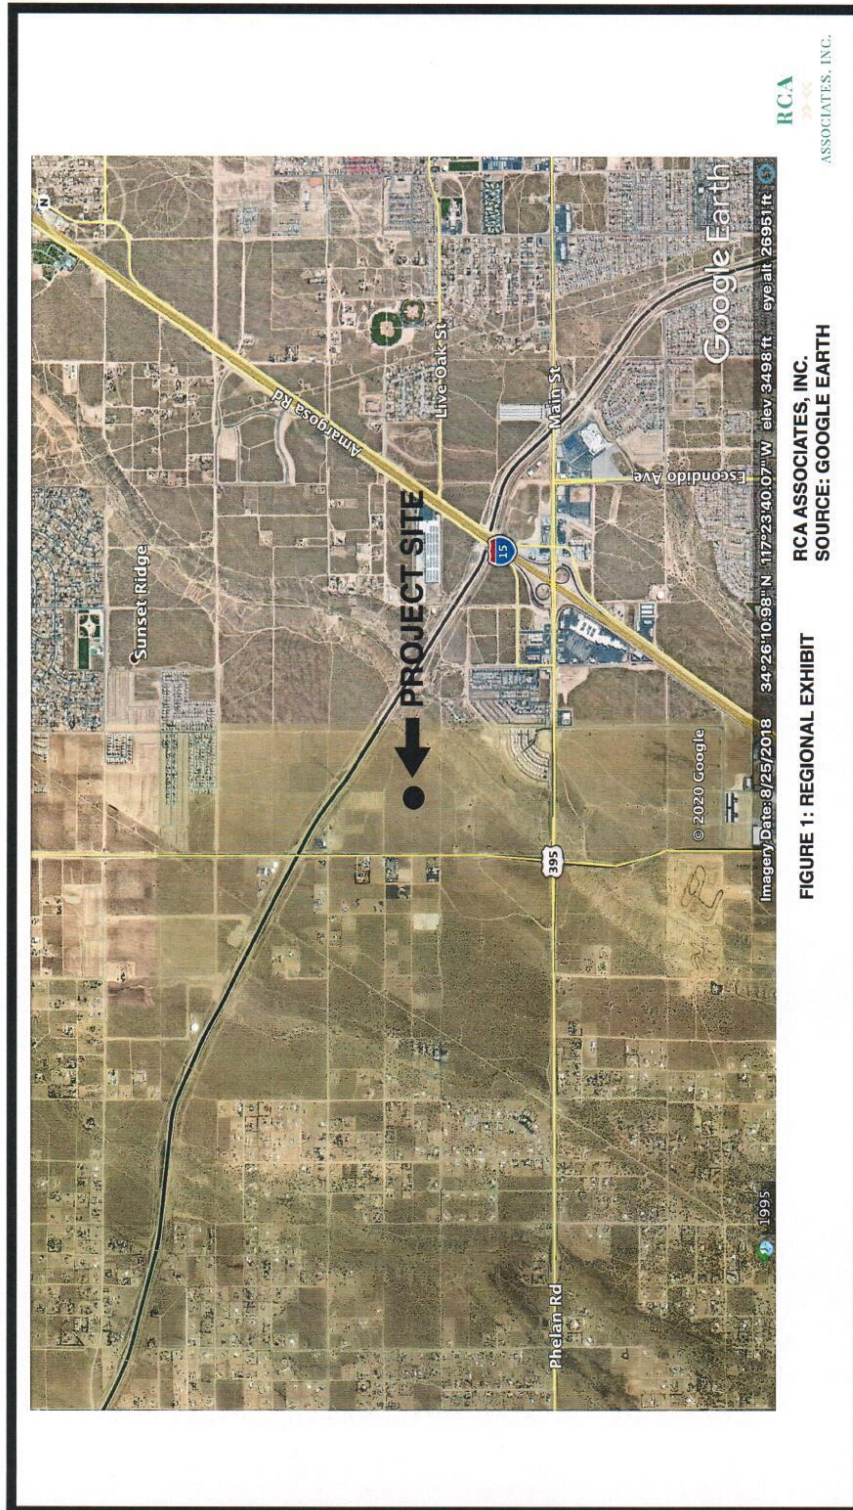 N
Sunset Ridge
Amargosa Rd
PROJECT SITE
Live Oak St
15
395
Main St
Phelan Rd
Escondido Ave
© 2020 Google
Google Earth
1995
Imagery Date: 8/25/2018 34°26'10.98" N 117°23'40.07" W elev 3498 ft eye alt 26951 ft
FIGURE 1: REGIONAL EXHIBIT
RCA ASSOCIATES, INC.
SOURCE: GOOGLE EARTH
RCA
ASSOCIATES, INC.